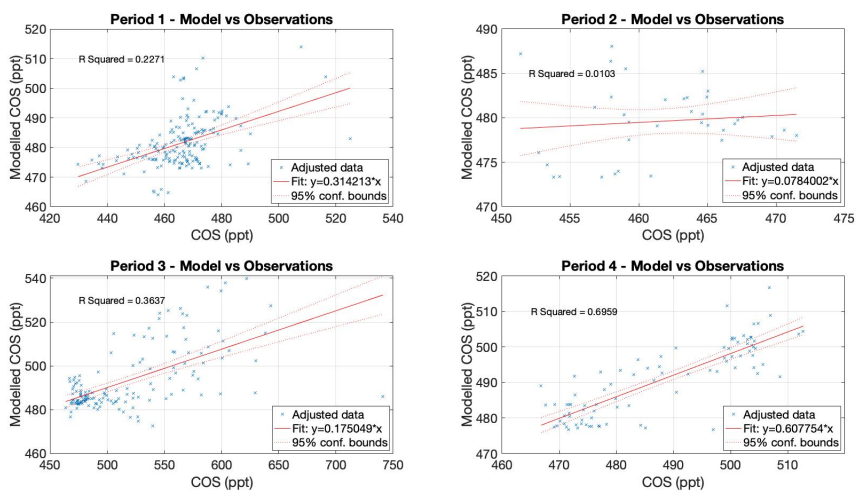 Period 1 - Model vs Observations
520
510
500
490
480
470
460
Modelled COS (ppt)
R Squared = 0.2271
Adjusted data
Fit: y=0.314213*x
95% conf. bounds
420 440 460 480 500 520 540
COS (ppt)
Period 2 - Model vs Observations
490
485
480
475
470
Modelled COS (ppt)
R Squared = 0.0103
Adjusted data
Fit: y=0.0784002*x
95% conf. bounds
450 455 460 465 470 475
COS (ppt)
Period 3 - Model vs Observations
540
520
500
480
460
Modelled COS (ppt)
R Squared = 0.3637
Adjusted data
Fit: y=0.175049*x
95% conf. bounds
450 500 550 600 650 700 750
COS (ppt)
Period 4 - Model vs Observations
520
510
500
490
480
470
460
Modelled COS (ppt)
R Squared = 0.6959
Adjusted data
Fit: y=0.607754*x
95% conf. bounds
460 470 480 490 500 510
COS (ppt)